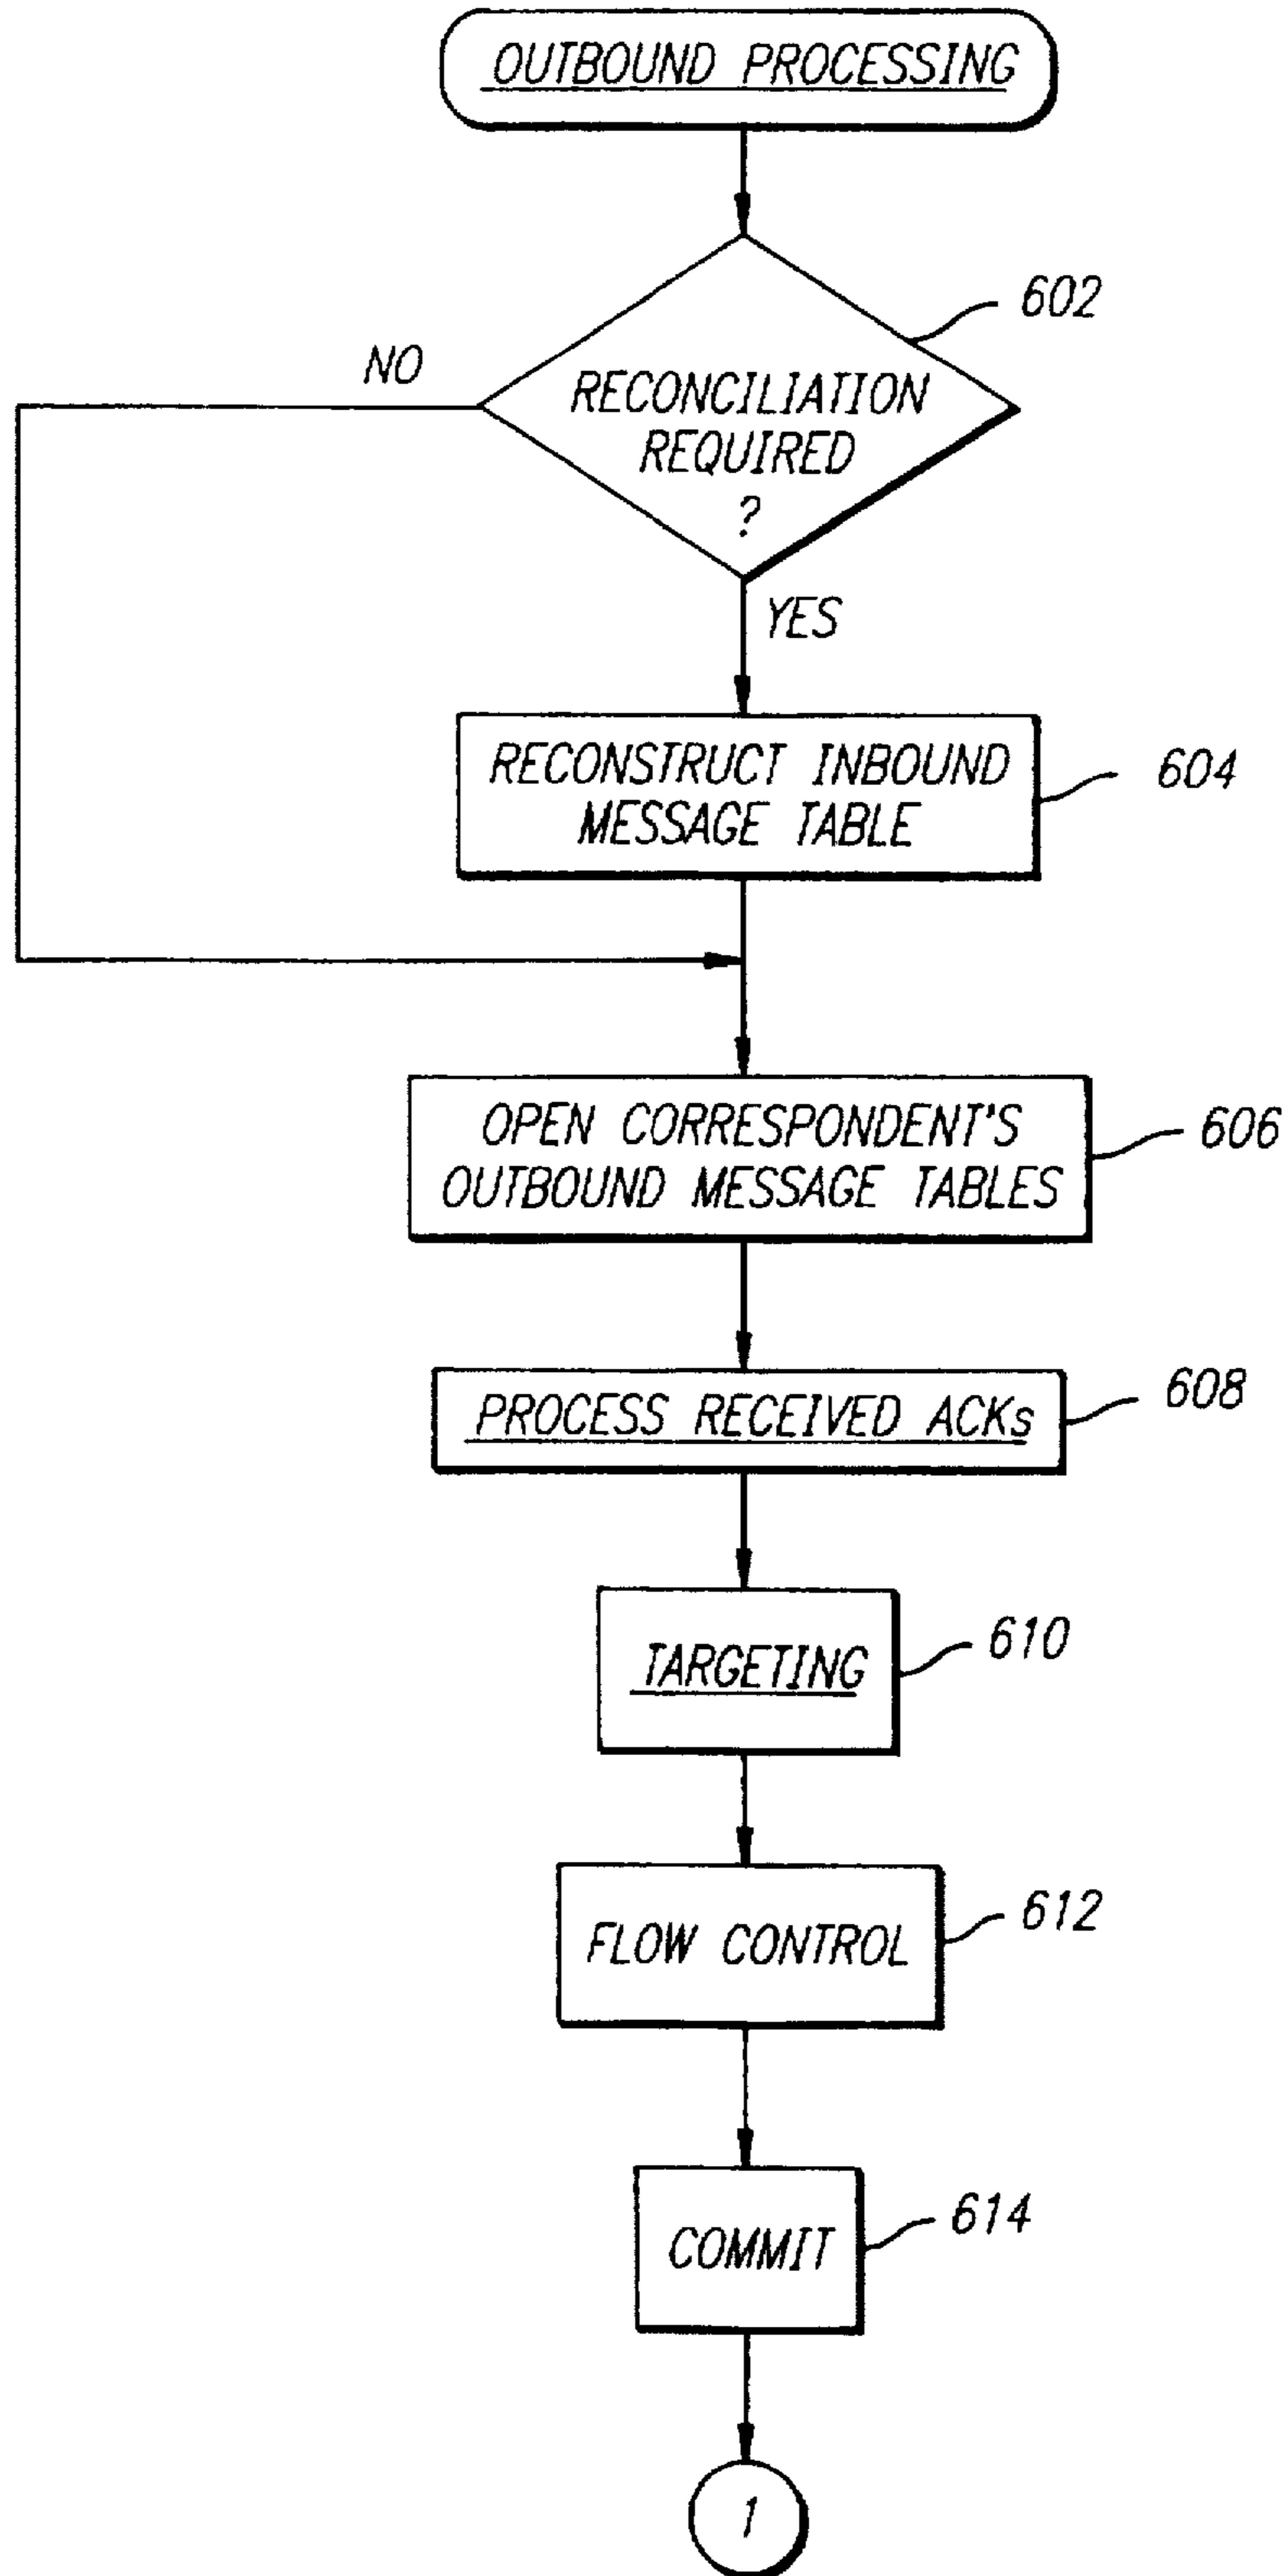 OUTBOUND PROCESSING
602
NO
RECONCILIATION
REQUIRED
?
YES
RECONSTRUCT INBOUND
MESSAGE TABLE
604
OPEN CORRESPONDENT'S
OUTBOUND MESSAGE TABLES
606
PROCESS RECEIVED ACKs
608
TARGETING
610
FLOW CONTROL
612
COMMIT
614
1